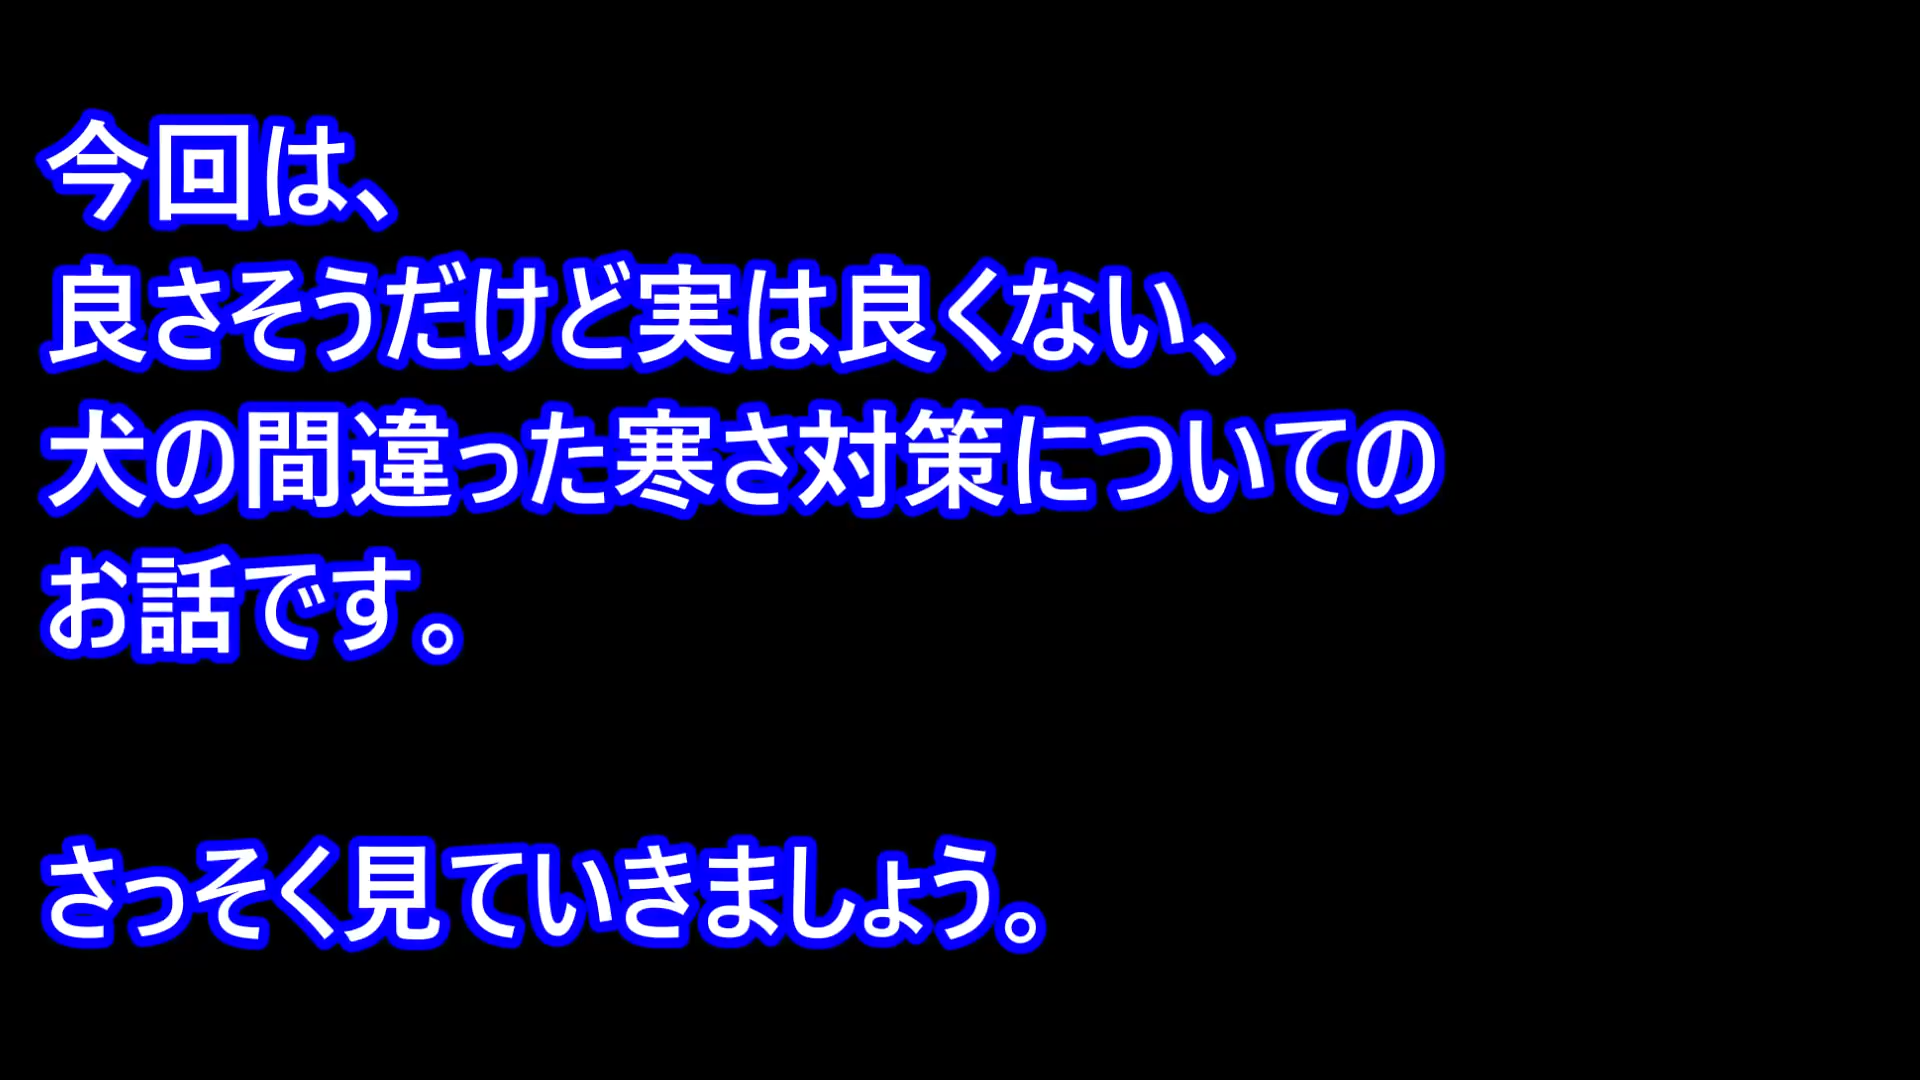 今回は、
良さそうだけど実は良くない、
犬の間違った寒さ対策についての
お話です。
さっそく見ていきましょう。